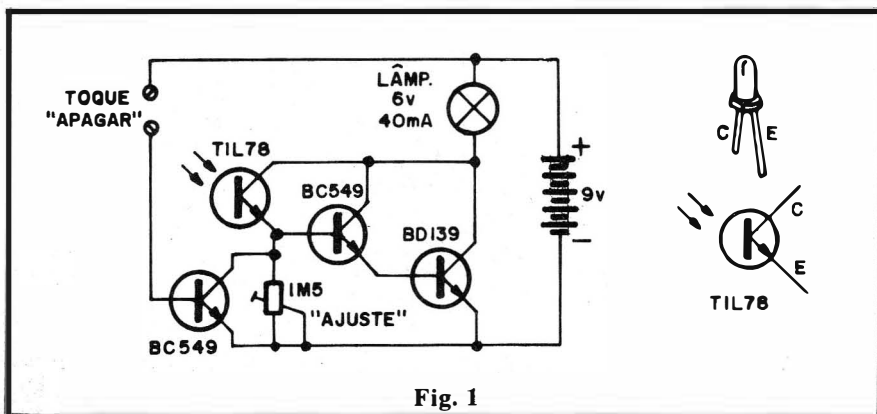 LÂMP.
6v
40mA
TOQUE
"APAGAR"
TIL78
BC549
BD139
+
9v
−
1M5
"AJUSTE"
BC549
C
E
C
E
TIL78
Fig. 1